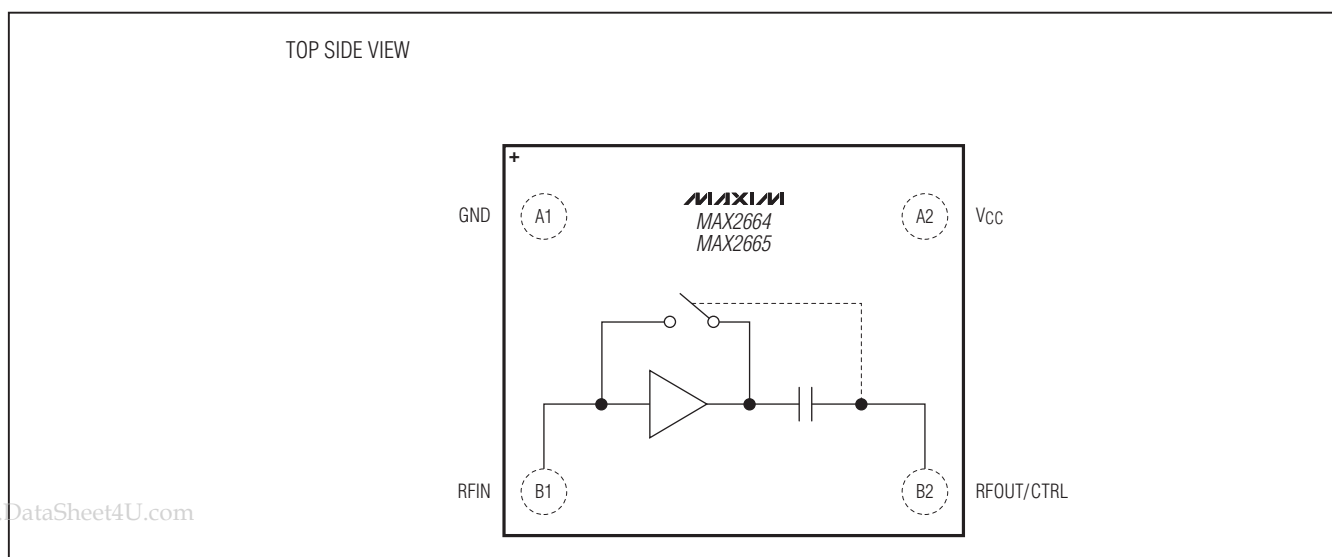 TOP SIDE VIEW
+
MAXIM
GND A1 MAX2664 A2 VCC
MAX2665
RFIN B1 B2 RFOUT/CTRL
.DataSheet4U.com